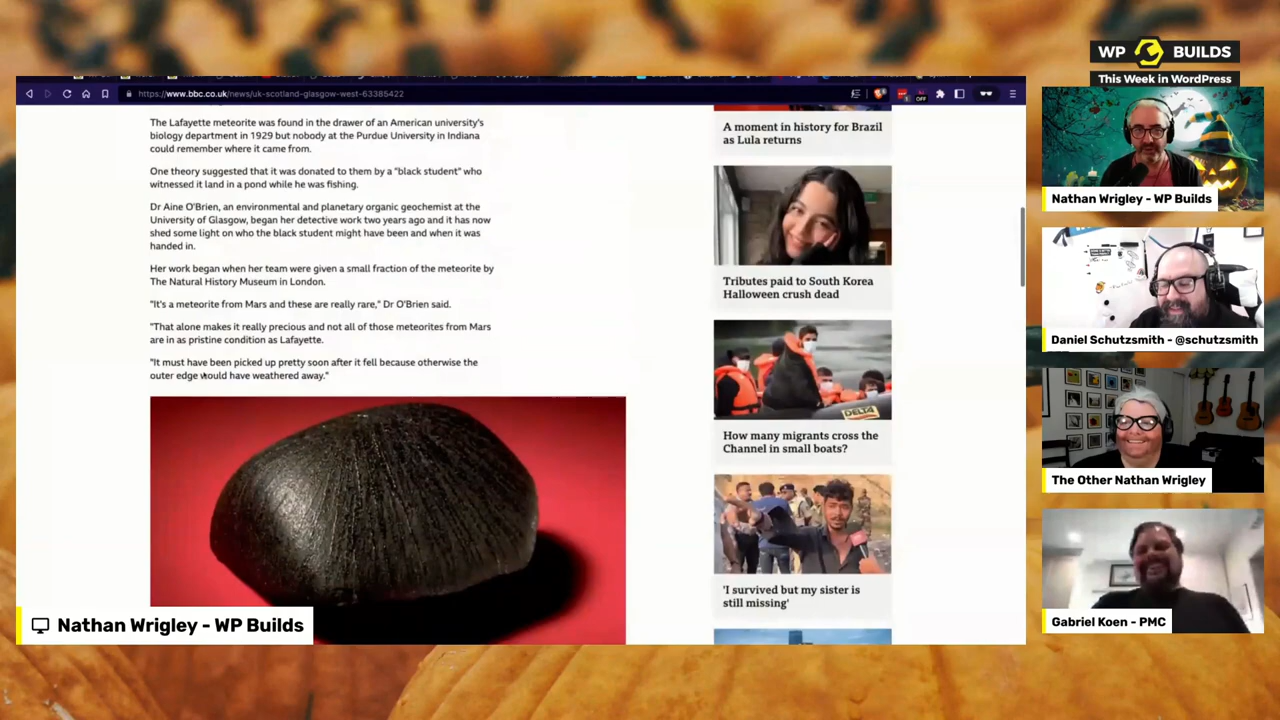 WP BUILDS
This Week in WordPress
https://www.bbc.co.uk/news/uk-scotland-glasgow-west-63385422
OFF
The Lafayette meteorite was found in the drawer of an American university's
biology department in 1929 but nobody at the Purdue University in Indiana
could remember where it came from.
One theory suggested that it was donated to them by a "black student" who
witnessed it land in a pond while he was fishing.
Dr Aine O'Brien, an environmental and planetary organic geochemist at the
University of Glasgow, began her detective work two years ago and it has now
shed some light on who the black student might have been and when it was
handed in.
Her work began when her team were given a small fraction of the meteorite by
The Natural History Museum in London.
"It's a meteorite from Mars and these are really rare," Dr O'Brien said.
"That alone makes it really precious and not all of those meteorites from Mars
are in as pristine condition as Lafayette.
"It must have been picked up pretty soon after it fell because otherwise the
outer edge would have weathered away."
A moment in history for Brazil
as Lula returns
Tributes paid to South Korea
Halloween crush dead
DELTA
How many migrants cross the
Channel in small boats?
'I survived but my sister is
still missing'
Nathan Wrigley - WP Builds
Nathan Wrigley - WP Builds
Daniel Schutzsmith - @schutzsmith
The Other Nathan Wrigley
Gabriel Koen - PMC